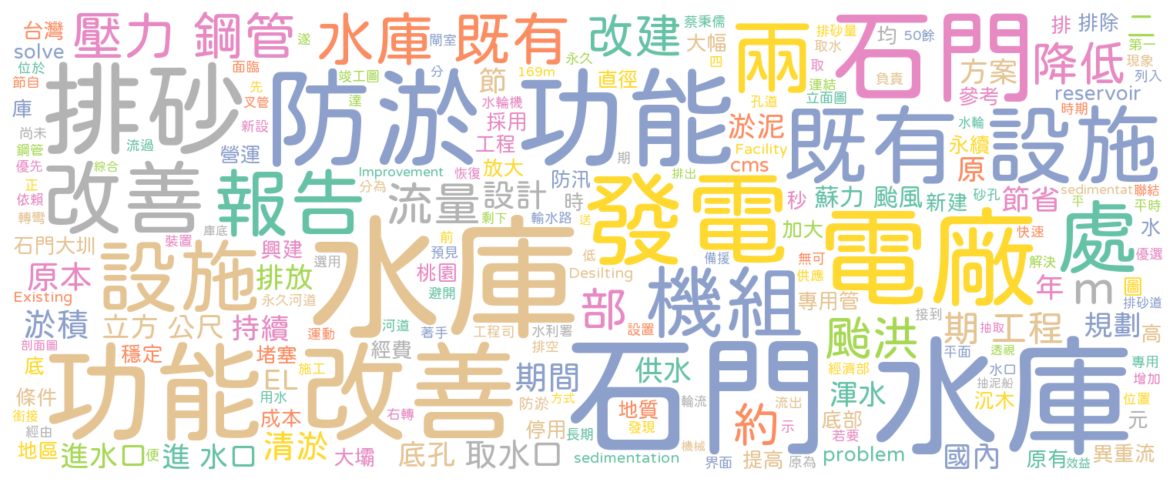 台灣 壓力 鋼管 遂 水庫 既有 改建 蔡秉儒 大幅 兩 排砂量 均 50餘 石門 排 排除 二 第一
solve 閘室 永久 四 取水 取 負責 降低 現象
位於 面臨 竣工圖 分 169m 節 直徑 連結 方案 列入
節自 排砂 先 防淤 達 功能 孔道 立面圖 參考 reservoir
庫 叉管 水輪機 採用 淤泥 既有 水輪 時期 設施
尚未 新設 工程 永續
鋼管 流過 營運 期 Facility 原
優先 綜合 Improvement 恢復 放大 cms
正 改善 報告 分為 流量 設計 防汛 排出 發電 秒 蘇力 颱風 新建 砂孔 節省 sedimentat 聯結
依賴 時 平 平時
轉彎 庫底 剩下 輸水路 送 加大 電廠 快速 處 水
石門大圳 裝置 興建 前 低 備援 無可 解決 優選
設施 選用 水庫 預見 Desilting 供應 m 圖
原本 排放 桃園 機組 年
Existing 永久河道 避開 部 專用管 排砂道
淤積 立方 公尺 持續 運動 河道 著手 工程司 水利署 設置 颱洪 接到 期 抽取 工程 規劃 高
剖面圖 穩定 堵塞 經費 排空 平面 透視
底 功能 施工 改善 期間 石門 供水 經濟部 水庫 水口 專用
條件 EL 渾水 抽泥船 增加
用水 防淤 方式 地質 輪流 約 流出 沉木 位置
銜接 成本 右轉 停用 發現 示 底部 若要 元
經由 清淤 長期 機械
地區 進水口 便 進 水口 大壩 底孔 取水口 sedimentation 界面 提高 原為 problem 國內 原有 效益 異重流